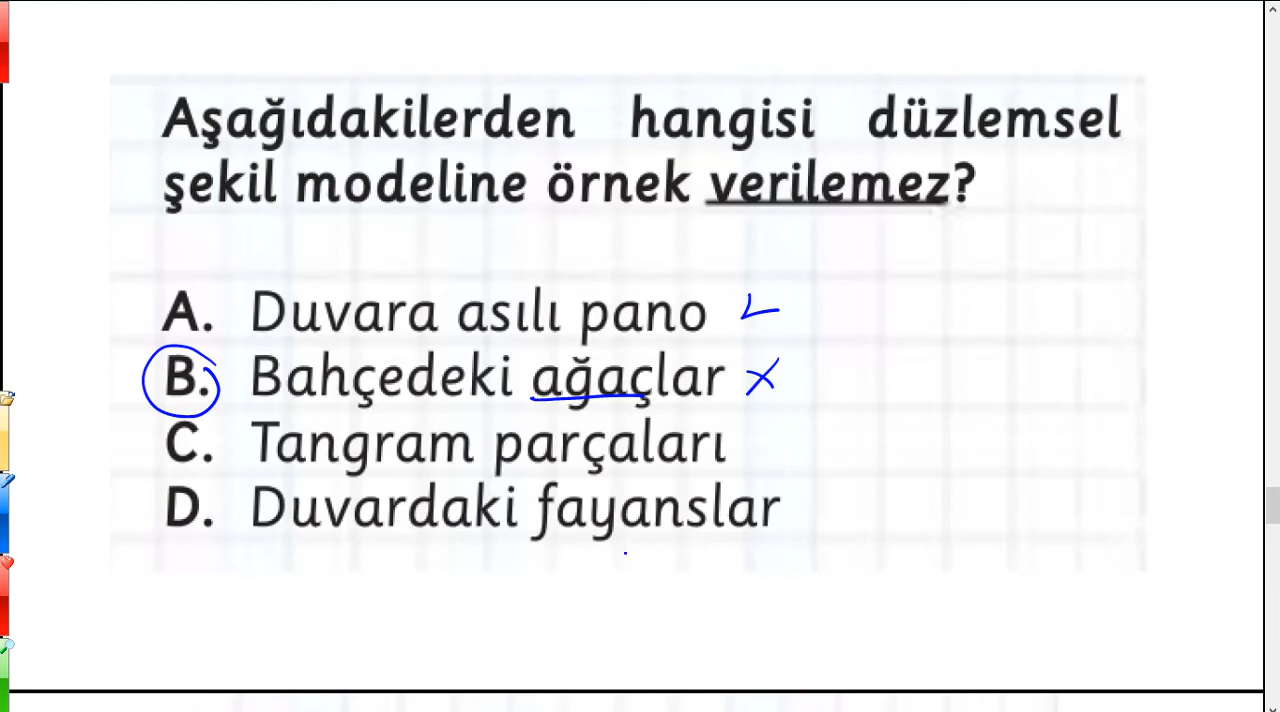 Aşağıdakilerden hangisi düzlemsel
şekil modeline örnek verilemez?
A. Duvara asılı pano
B. Bahçedeki ağaçlar
C. Tangram parçaları
D. Duvardaki fayanslar